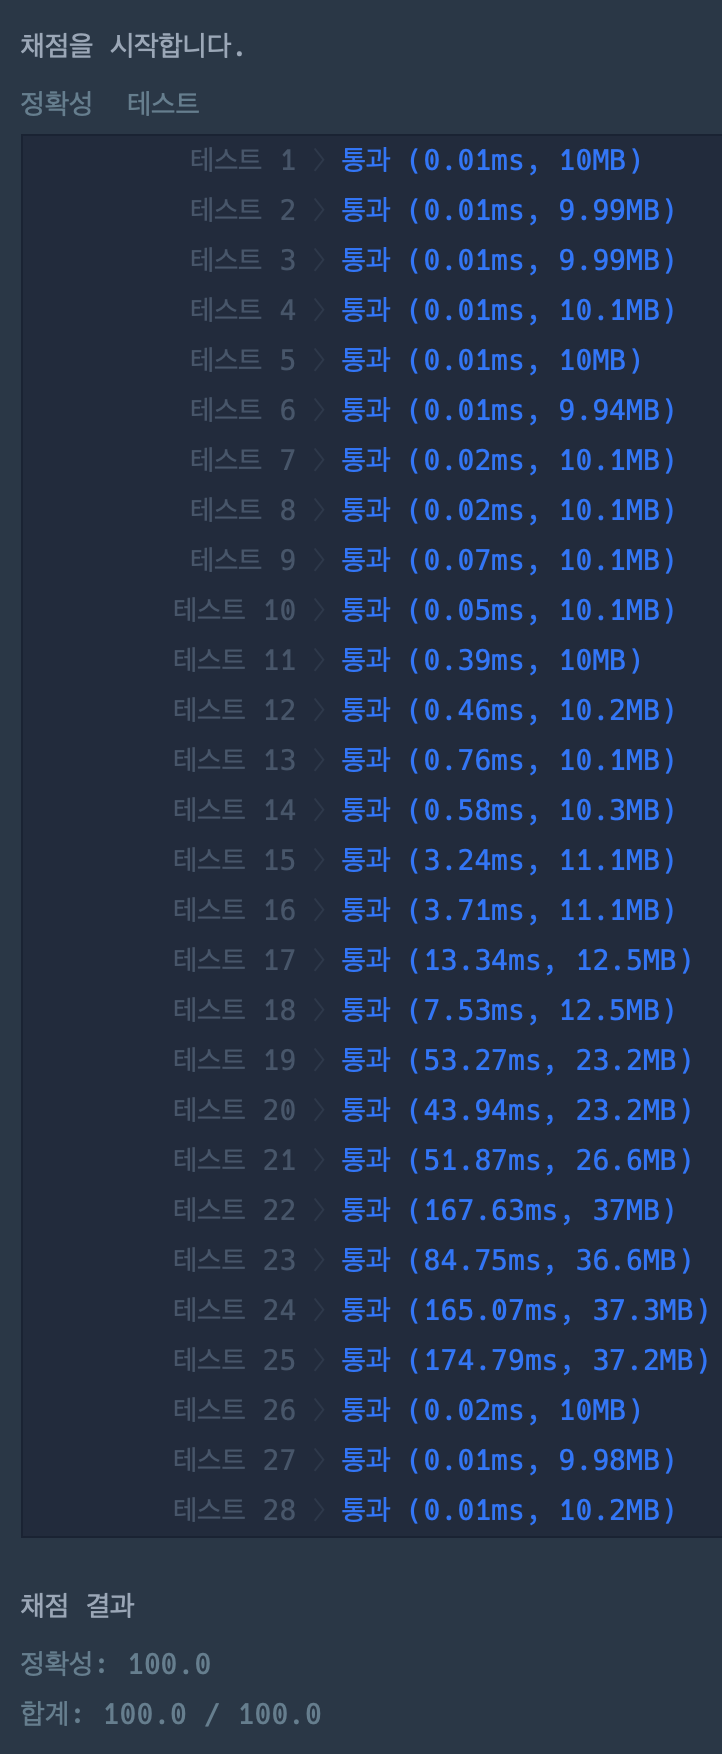 채점을 시작합니다.
정확성 테스트
테스트 1 〉 통과 (0.01ms, 10MB)
테스트 2 〉 통과 (0.01ms, 9.99MB)
테스트 3 〉 통과 (0.01ms, 9.99MB)
테스트 4 〉 통과 (0.01ms, 10.1MB)
테스트 5 〉 통과 (0.01ms, 10MB)
테스트 6 〉 통과 (0.01ms, 9.94MB)
테스트 7 〉 통과 (0.02ms, 10.1MB)
테스트 8 〉 통과 (0.02ms, 10.1MB)
테스트 9 〉 통과 (0.07ms, 10.1MB)
테스트 10 〉 통과 (0.05ms, 10.1MB)
테스트 11 〉 통과 (0.39ms, 10MB)
테스트 12 〉 통과 (0.46ms, 10.2MB)
테스트 13 〉 통과 (0.76ms, 10.1MB)
테스트 14 〉 통과 (0.58ms, 10.3MB)
테스트 15 〉 통과 (3.24ms, 11.1MB)
테스트 16 〉 통과 (3.71ms, 11.1MB)
테스트 17 〉 통과 (13.34ms, 12.5MB)
테스트 18 〉 통과 (7.53ms, 12.5MB)
테스트 19 〉 통과 (53.27ms, 23.2MB)
테스트 20 〉 통과 (43.94ms, 23.2MB)
테스트 21 〉 통과 (51.87ms, 26.6MB)
테스트 22 〉 통과 (167.63ms, 37MB)
테스트 23 〉 통과 (84.75ms, 36.6MB)
테스트 24 〉 통과 (165.07ms, 37.3MB)
테스트 25 〉 통과 (174.79ms, 37.2MB)
테스트 26 〉 통과 (0.02ms, 10MB)
테스트 27 〉 통과 (0.01ms, 9.98MB)
테스트 28 〉 통과 (0.01ms, 10.2MB)
채점 결과
정확성: 100.0
합계: 100.0 / 100.0